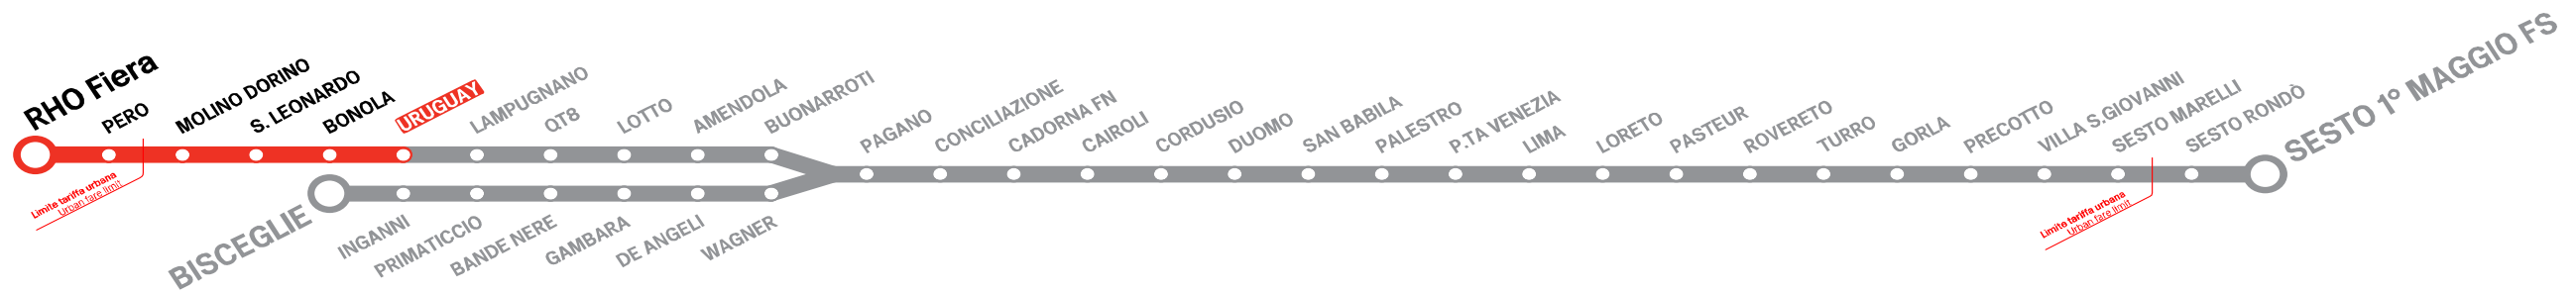 RHO Fiera
PERO
MOLINO DORINO
S. LEONARDO
BONOLA
URUGUAY
LAMPUGNANO
QT8
LOTTO
AMENDOLA
BUONARROTI
PAGANO
CONCILIAZIONE
CADORNA FN
CAIROLI
CORDUSIO
DUOMO
SAN BABILA
PALESTRO
P.TA VENEZIA
LIMA
LORETO
PASTEUR
ROVERETO
TURRO
GORLA
PRECOTTO
VILLA S.GIOVANNI
SESTO MARELLI
SESTO RONDÒ
SESTO 1° MAGGIO FS
Limite tariffa urbana
Urban fare limit
BISCEGLIE
INGANNI
PRIMATICCIO
BANDE NERE
GAMBARA
DE ANGELI
WAGNER
Limite tariffa urbana
Urban fare limit